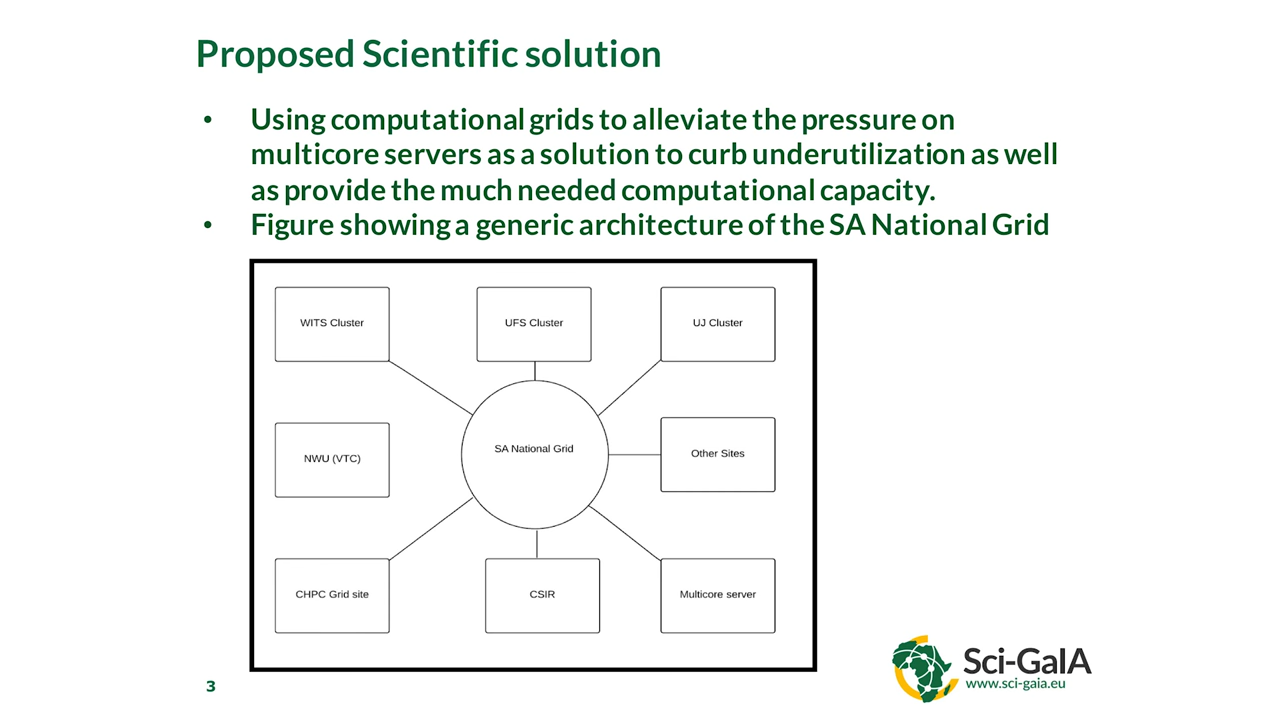 Proposed Scientific solution
• Using computational grids to alleviate the pressure on
multicore servers as a solution to curb underutilization as well
as provide the much needed computational capacity.
• Figure showing a generic architecture of the SA National Grid
WITS Cluster
UFS Cluster
UJ Cluster
NWU (VTC)
SA National Grid
Other Sites
CHPC Grid site
CSIR
Multicore server
3
Sci-GaIA
www.sci-gaia.eu